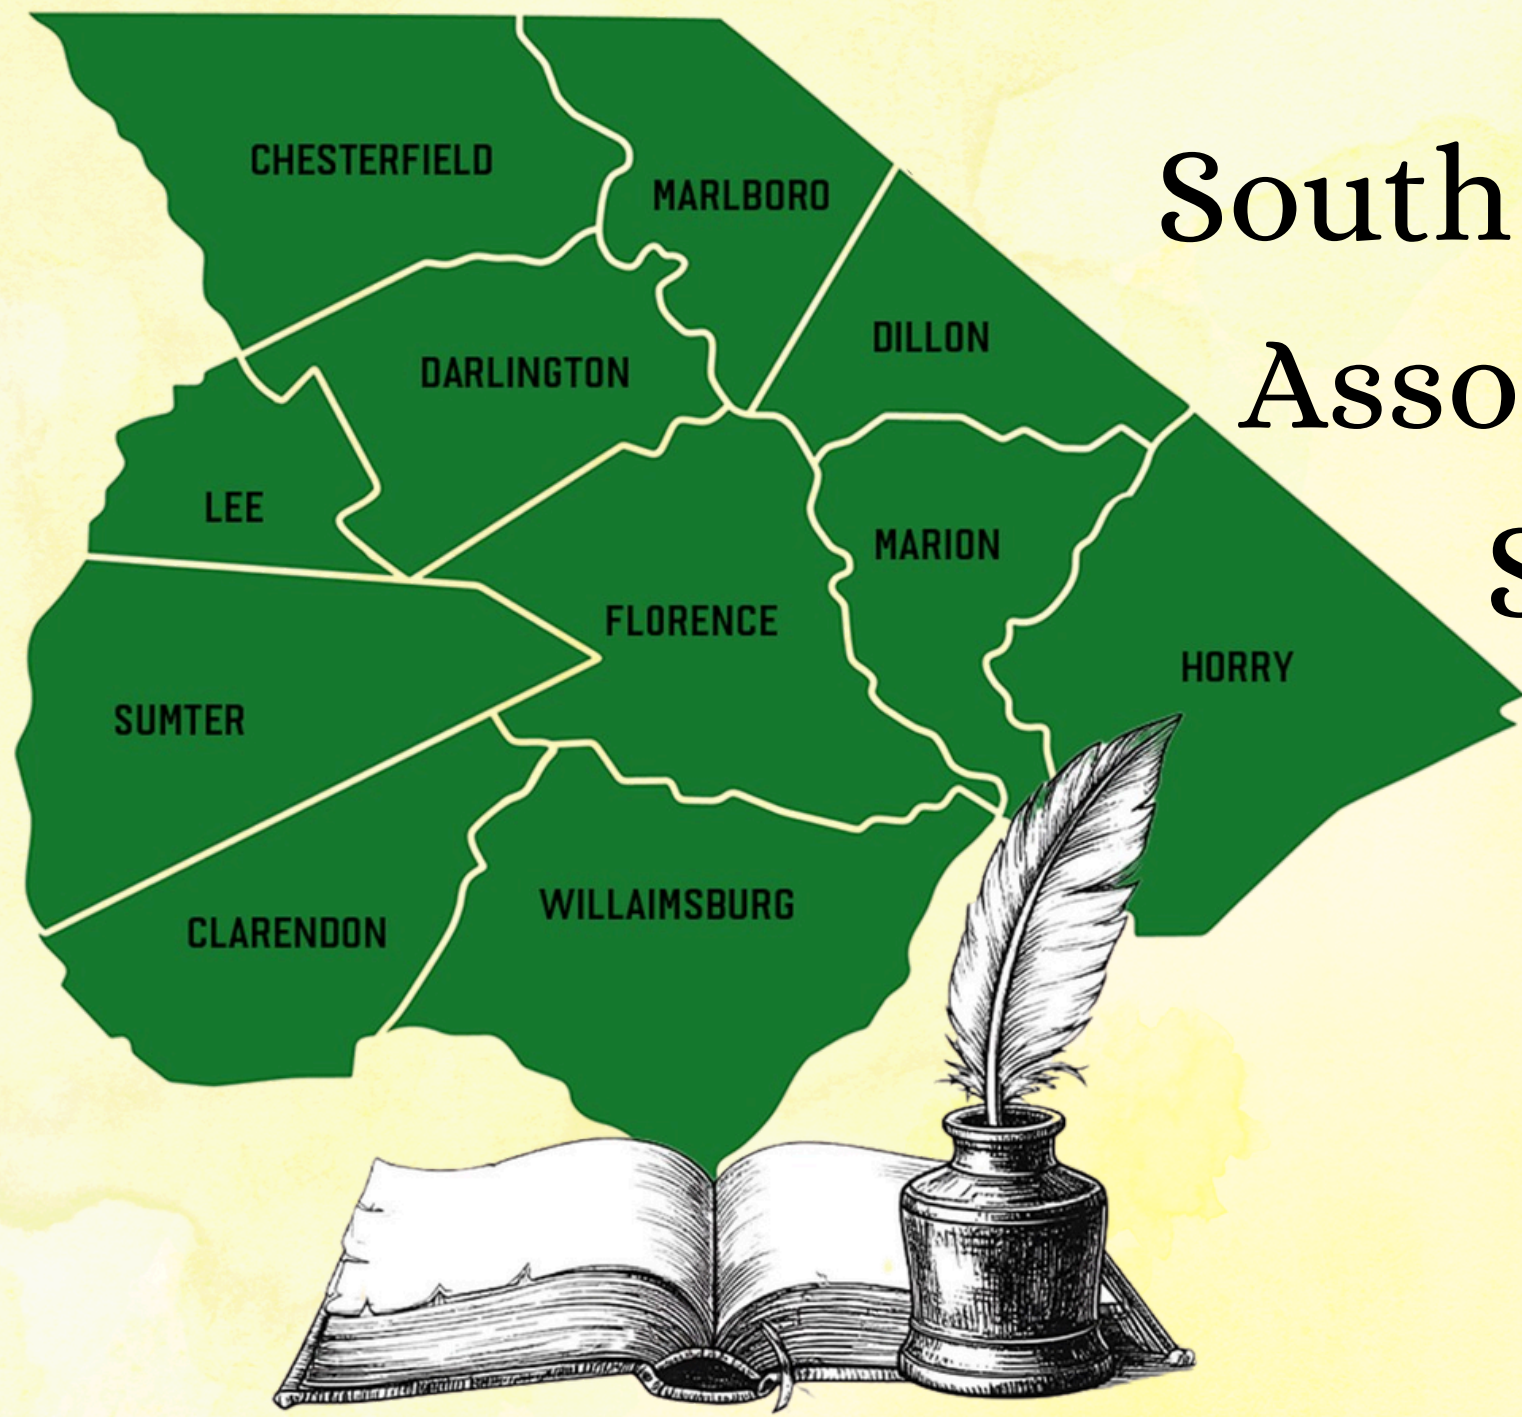 CHESTERFIELD
MARLBORO
South
DILLON
DARLINGTON
Asso
LEE
MARION
S
FLORENCE
HORRY
SUMTER
WILLAIMSBURG
CLARENDON